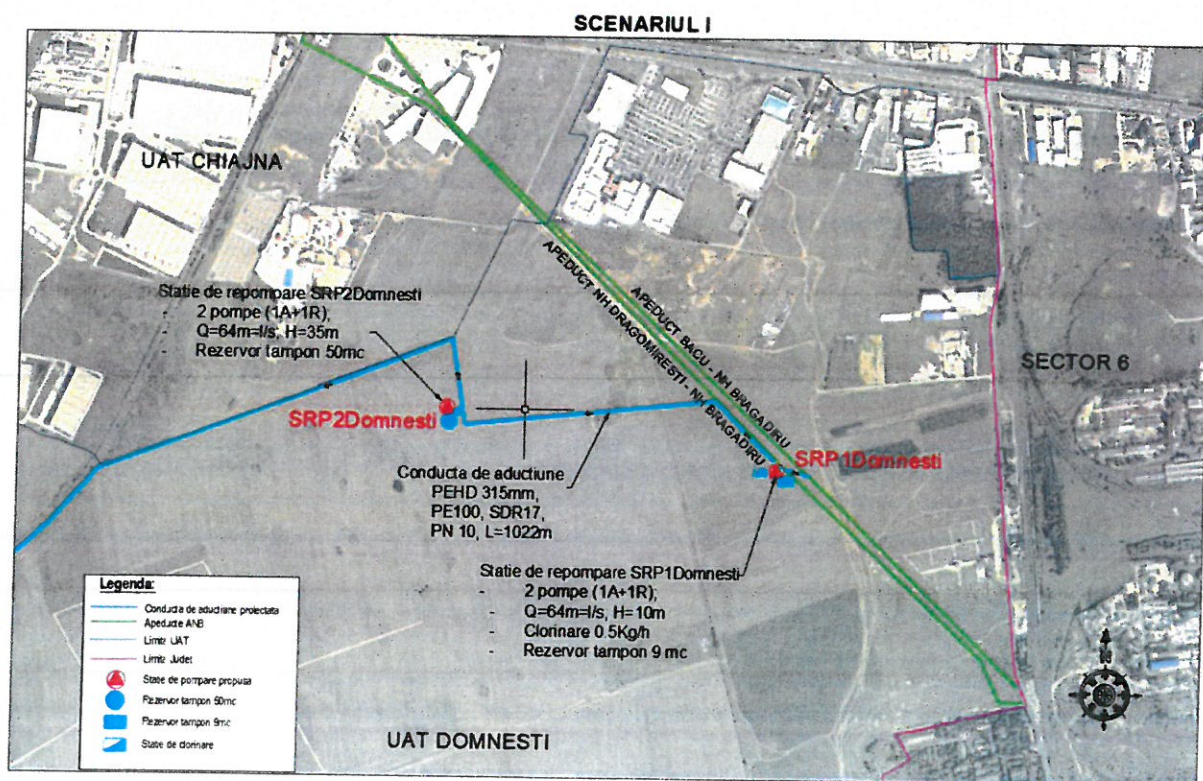 SCENARIUL I
UAT CHIAJNA
Statie de repompare SRP2Domnesti
- 2 pompe (1A+1R);
- Q=64m=l/s, H=35m
- Rezervor tampon 50mc
SRP2Domnesti
APEDUCT NH DRAGOMIRESTI - NH BRAGADIRU
APEDUCT BACU - NH BRAGADIRU
SECTOR 6
SRP1Domnesti
Conducta de aductiune
PEHD 315mm,
PE100, SDR17,
PN 10, L=1022m
Statie de repompare SRP1Domnesti
- 2 pompe (1A+1R);
- Q=64m=l/s, H=10m
- Clorinare 0.5Kg/h
- Rezervor tampon 9 mc
Legenda:
Conducta de aductiune proiectata
Apeducte ANB
Limita UAT
Limita Judet
Statie de pompare propusa
Rezervor tampon 50mc
Rezervor tampon 9mc
Statie de clorinare
UAT DOMNESTI